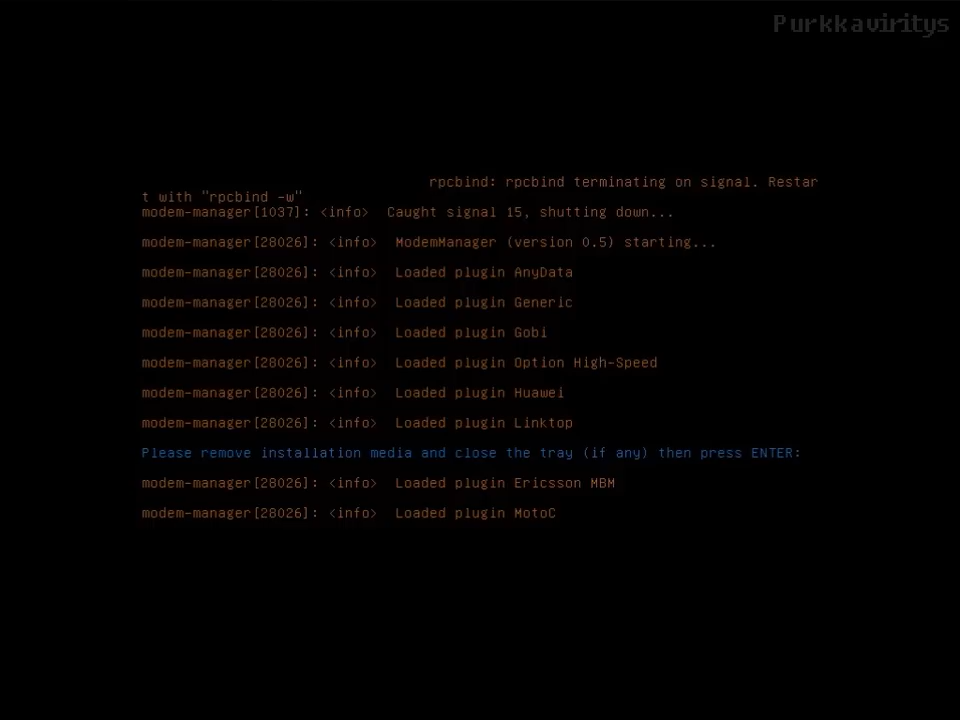 Purkkaviritys
rpcbind: rpcbind terminating on signal. Restar
t with "rpcbind -w"
modem-manager[1037]: <info>  Caught signal 15, shutting down...
modem-manager[28026]: <info>  ModemManager (version 0.5) starting...
modem-manager[28026]: <info>  Loaded plugin AnyData
modem-manager[28026]: <info>  Loaded plugin Generic
modem-manager[28026]: <info>  Loaded plugin Gobi
modem-manager[28026]: <info>  Loaded plugin Option High-Speed
modem-manager[28026]: <info>  Loaded plugin Huawei
modem-manager[28026]: <info>  Loaded plugin Linktop
Please remove installation media and close the tray (if any) then press ENTER:
modem-manager[28026]: <info>  Loaded plugin Ericsson MBM
modem-manager[28026]: <info>  Loaded plugin MotoC